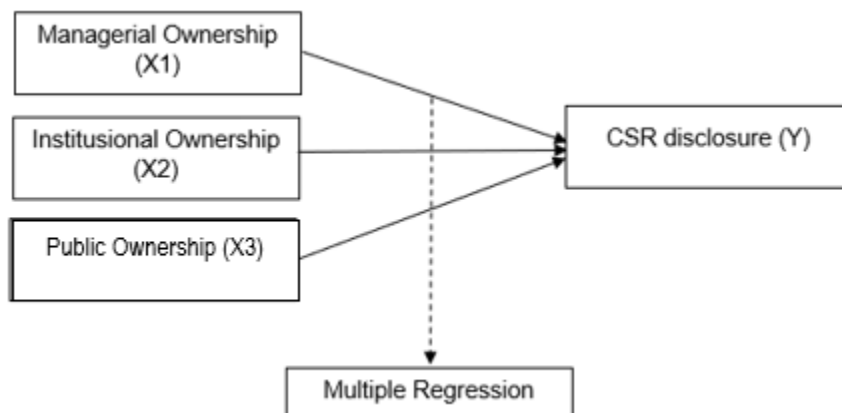 Managerial Ownership
(X1)
Institusional Ownership
(X2)
Public Ownership (X3)
CSR disclosure (Y)
Multiple Regression